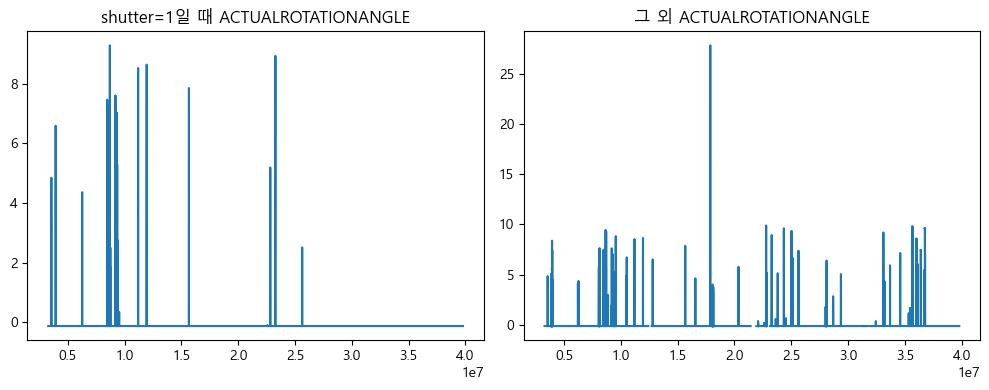 shutter=1일 때 ACTUALROTATIONANGLE
8
6
4
2
0
0.5 1.0 1.5 2.0 2.5 3.0 3.5 4.0
1e7
그 외 ACTUALROTATIONANGLE
25
20
15
10
5
0
0.5 1.0 1.5 2.0 2.5 3.0 3.5 4.0
1e7